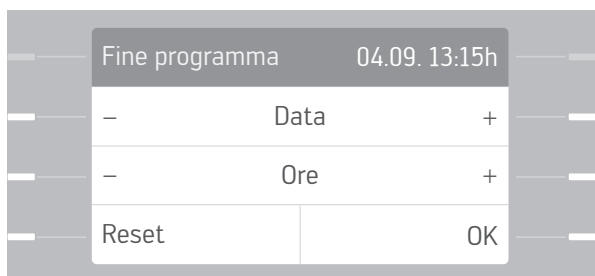 Fine programma 04.09. 13:15h
– Data +
– Ore +
Reset OK